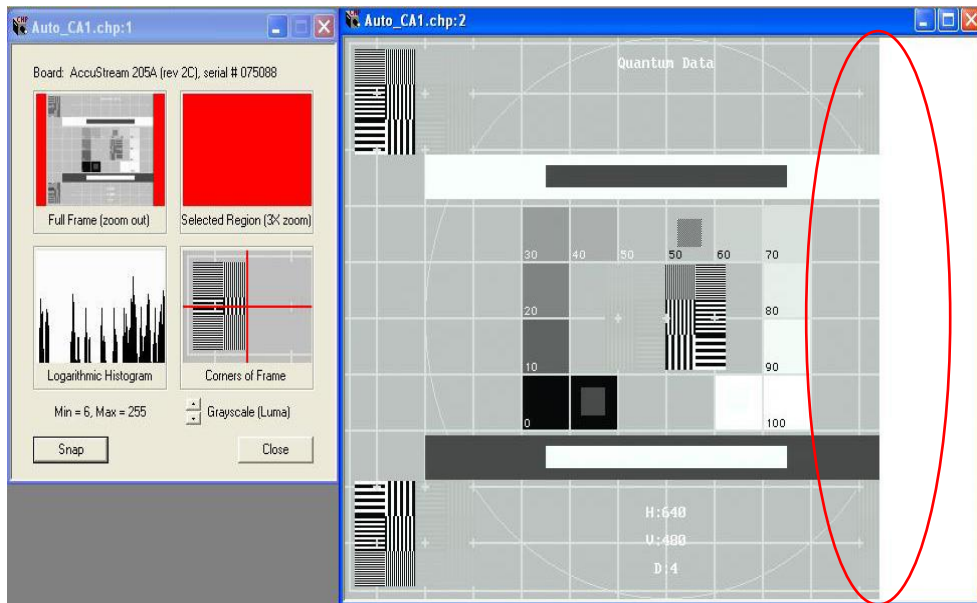 Auto_CA1.chp:1
Board: AccuStream 205A (rev 2C), serial # 075088
Full Frame (zoom out)
Selected Region (3X zoom)
Logarithmic Histogram
Corners of Frame
Min = 6, Max = 255
Grayscale (Luma)
Snap
Close
Auto_CA1.chp:2
Quantum Data
30 40 50 50 60 70
20 80
10 90
0 100
H:640
V:480
D:4